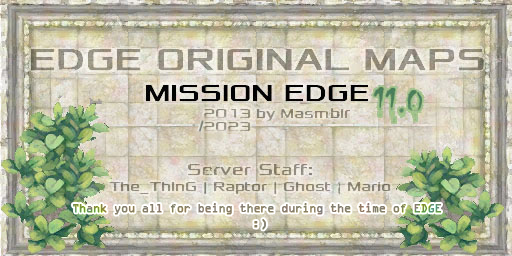 EDGE ORIGINAL MAPS
MISSION EDGE 11.0
2013 by Masmblr
/2023
Server Staff:
The_ThInG | Raptor | Ghost | Mario
Thank you all for being there during the time of EDGE
:)